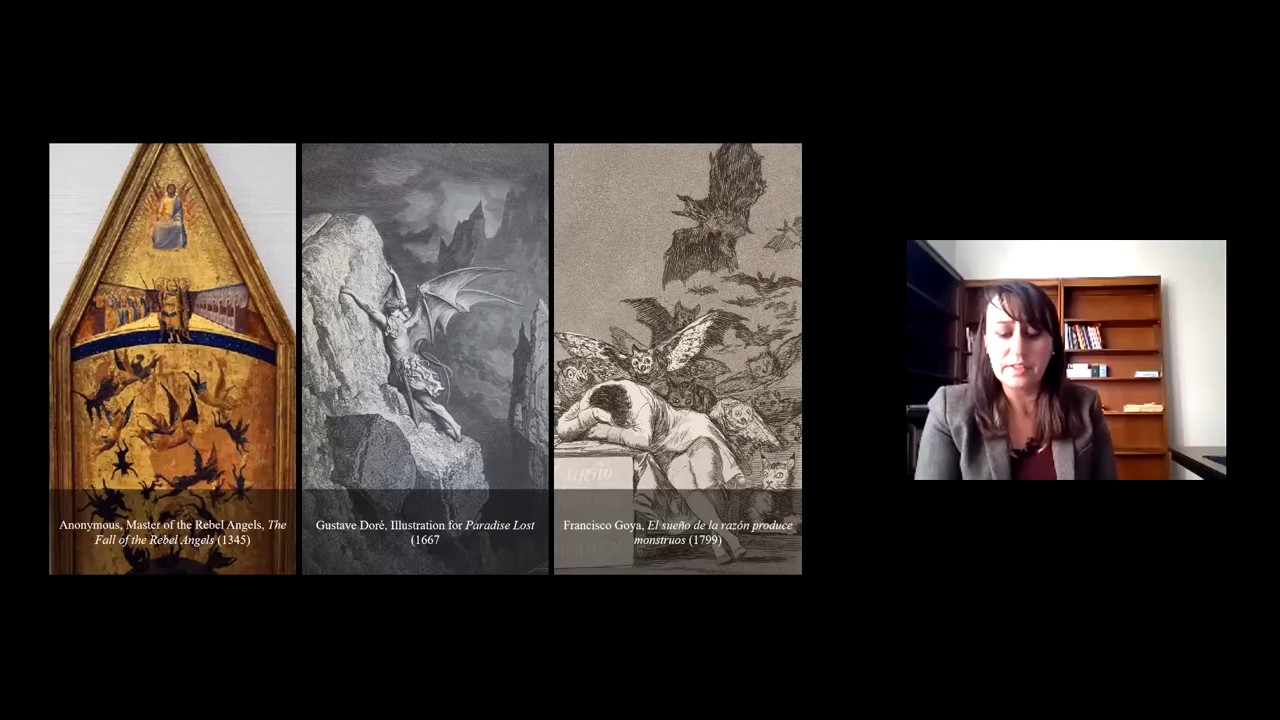 Anonymous, Master of the Rebel Angels, The
Fall of the Rebel Angels (1345)
Gustave Doré, Illustration for Paradise Lost
(1667
Francisco Goya, El sueño de la razón produce
monstruos (1799)